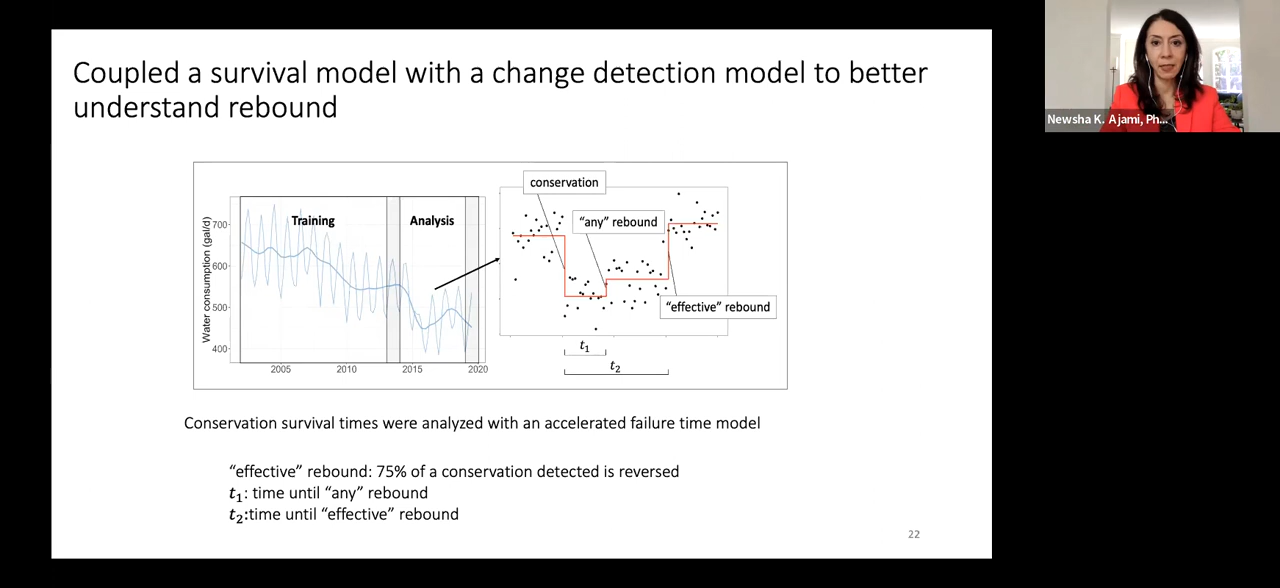 Coupled a survival model with a change detection model to better
understand rebound
Newsha K. Ajami, Ph...
conservation
Training
Analysis
"any" rebound
"effective" rebound
Water consumption (gal/d)
700
600
500
400
2005
2010
2015
2020
t₁
t₂
Conservation survival times were analyzed with an accelerated failure time model
“effective” rebound: 75% of a conservation detected is reversed
t₁: time until “any” rebound
t₂:time until “effective” rebound
22